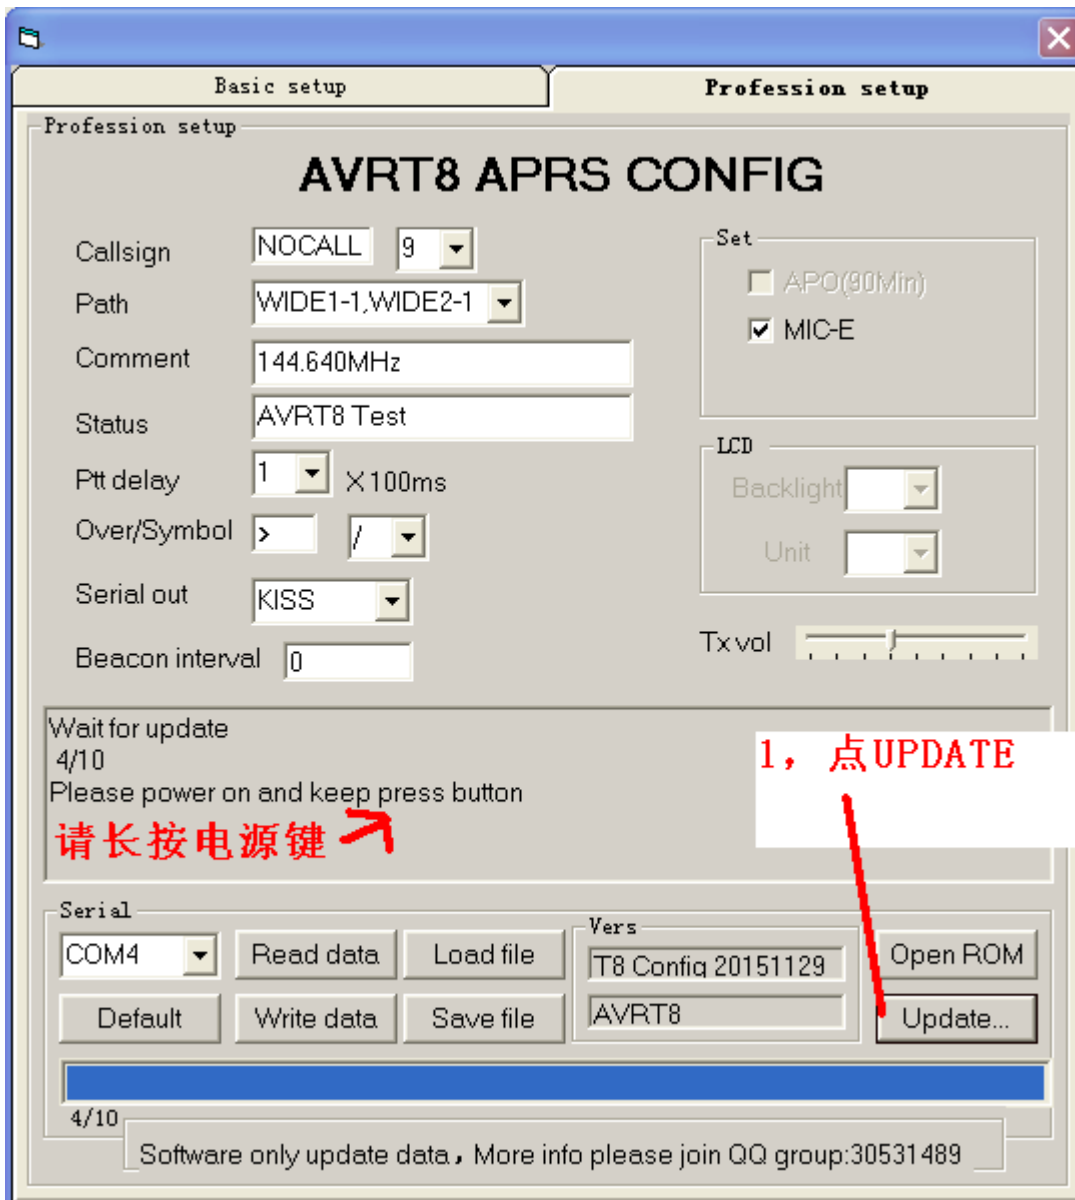 Basic setup
Profession setup
Profession setup
AVRT8 APRS CONFIG
Callsign NOCALL 9
Path WIDE1-1,WIDE2-1
Comment 144.640MHz
Status AVRT8 Test
Ptt delay 1 X100ms
Over/Symbol > /
Serial out KISS
Beacon interval 0
Set
APO(90Min)
MIC-E
LCD
Backlight
Unit
Tx vol
Wait for update
4/10
Please power on and keep press button
请长按电源键
1，点UPDATE
Serial
COM4 Read data Load file
Default Write data Save file
Vers
T8 Config 20151129
AVRT8
Open ROM
Update...
4/10
Software only update data，More info please join QQ group:30531489